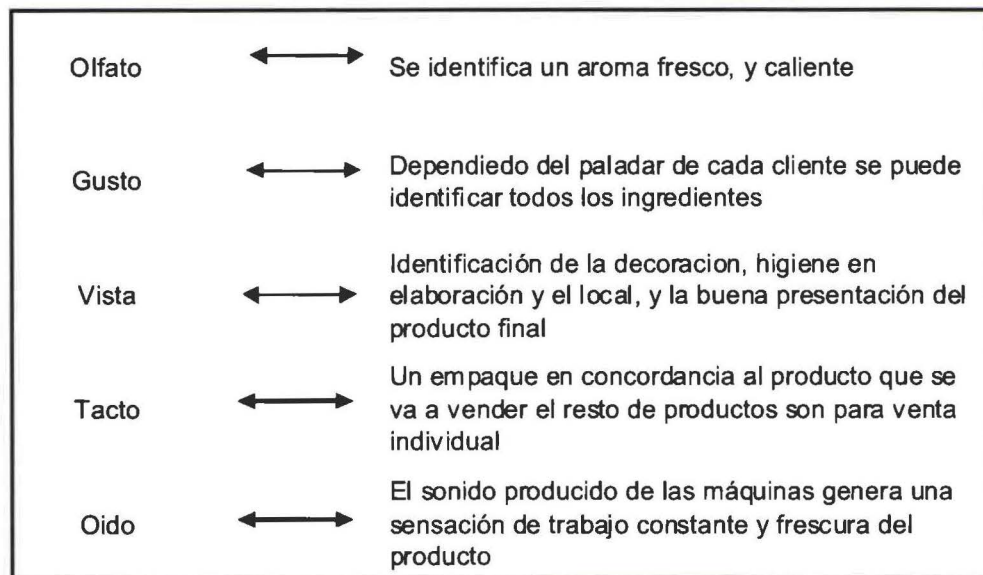 Olfato
Se identifica un aroma fresco, y caliente
Gusto
Dependiedo del paladar de cada cliente se puede
identificar todos los ingredientes
Vista
Identificación de la decoracion, higiene en
elaboración y el local, y la buena presentación del
producto final
Tacto
Un empaque en concordancia al producto que se
va a vender el resto de productos son para venta
individual
Oido
El sonido producido de las máquinas genera una
sensación de trabajo constante y frescura del
producto